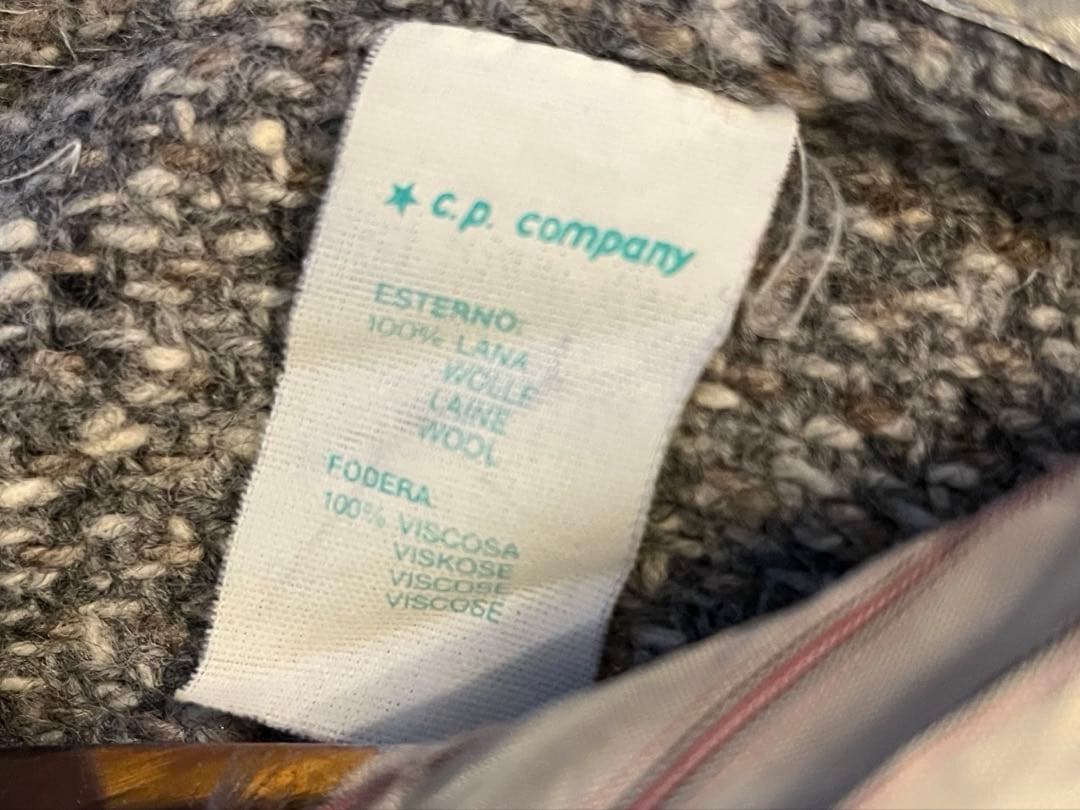 ★ c.p. company
ESTERNO:
100% LANA
WOLLE
LAINE
WOOL
FODERA
100% VISCOSA
VISKOSE
VISCOSE
VISCOSE